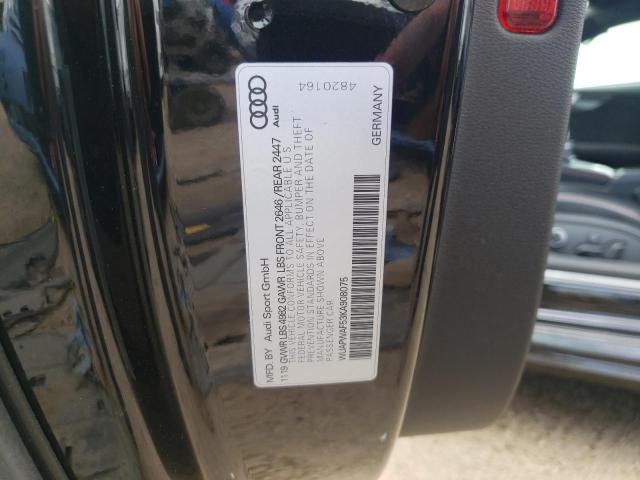 4820164
Audi
GERMANY
MFD. BY Audi Sport GmbH
11 19 GVWR LBS 4982 GAWR LBS FRONT 2646 / REAR 2447
THIS VEHICLE CONFORMS TO ALL APPLICABLE U S
FEDERAL MOTOR VEHICLE SAFETY, BUMPER AND THEFT
PREVENTION STANDARDS IN EFFECT ON THE DATE OF
MANUFACTURE SHOWN ABOVE
PASSENGER CAR
WUAPWAF53KA908075